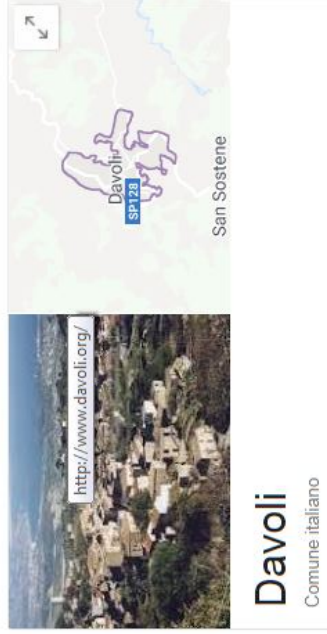 http://www.davoli.org/
Davoli
SP128
San Sostene
Davoli
Comune italiano